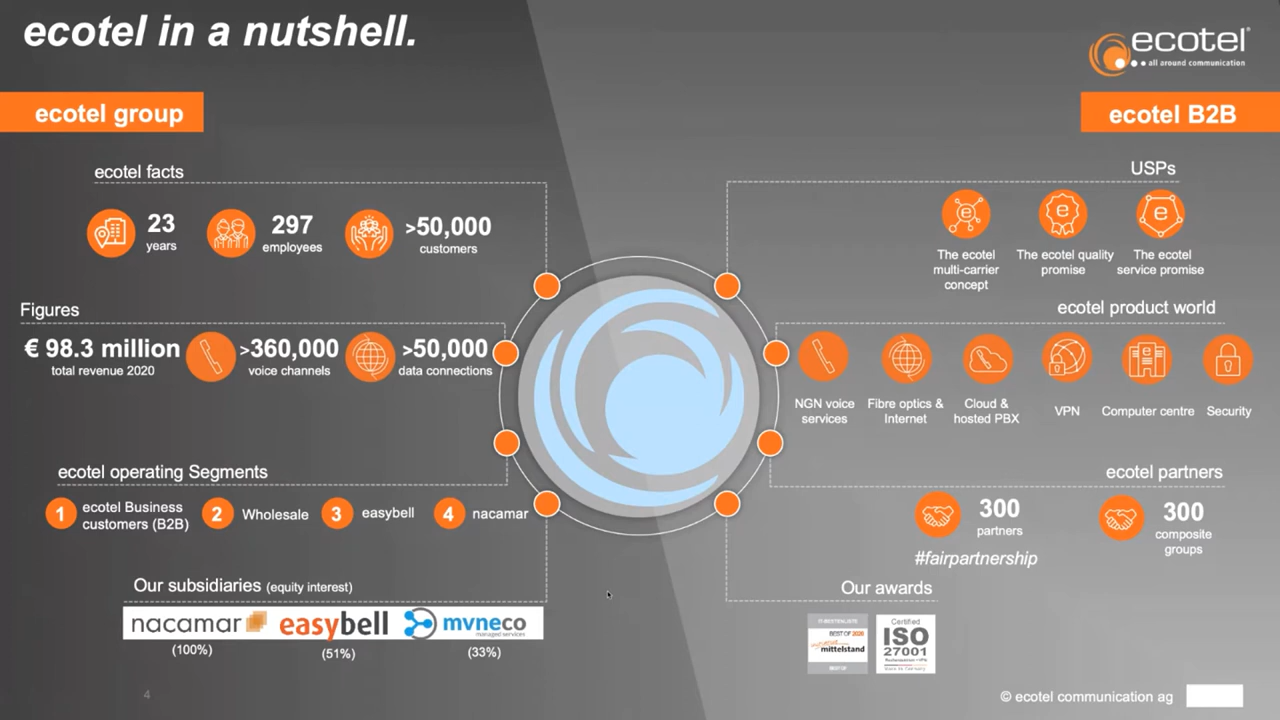 ecotel in a nutshell.
ecotel
all around communication
ecotel group
ecotel B2B
ecotel facts
23
years
297
employees
>50,000
customers
Figures
€ 98.3 million
total revenue 2020
>360,000
voice channels
>50,000
data connections
ecotel operating Segments
1
ecotel Business
customers (B2B)
2
Wholesale
3
easybell
4
nacamar
Our subsidiaries (equity interest)
nacamar
(100%)
easybell
(51%)
mvneco
managed services
(33%)
4
USPs
The ecotel
multi-carrier
concept
The ecotel quality
promise
The ecotel
service promise
ecotel product world
NGN voice
services
Fibre optics &
Internet
Cloud &
hosted PBX
VPN
Computer centre
Security
ecotel partners
300
partners
#fairpartnership
300
composite
groups
Our awards
IT-BESTENLISTE
BEST OF 2020
mittelstand
BEST OF
Certified
ISO
27001
© ecotel communication ag